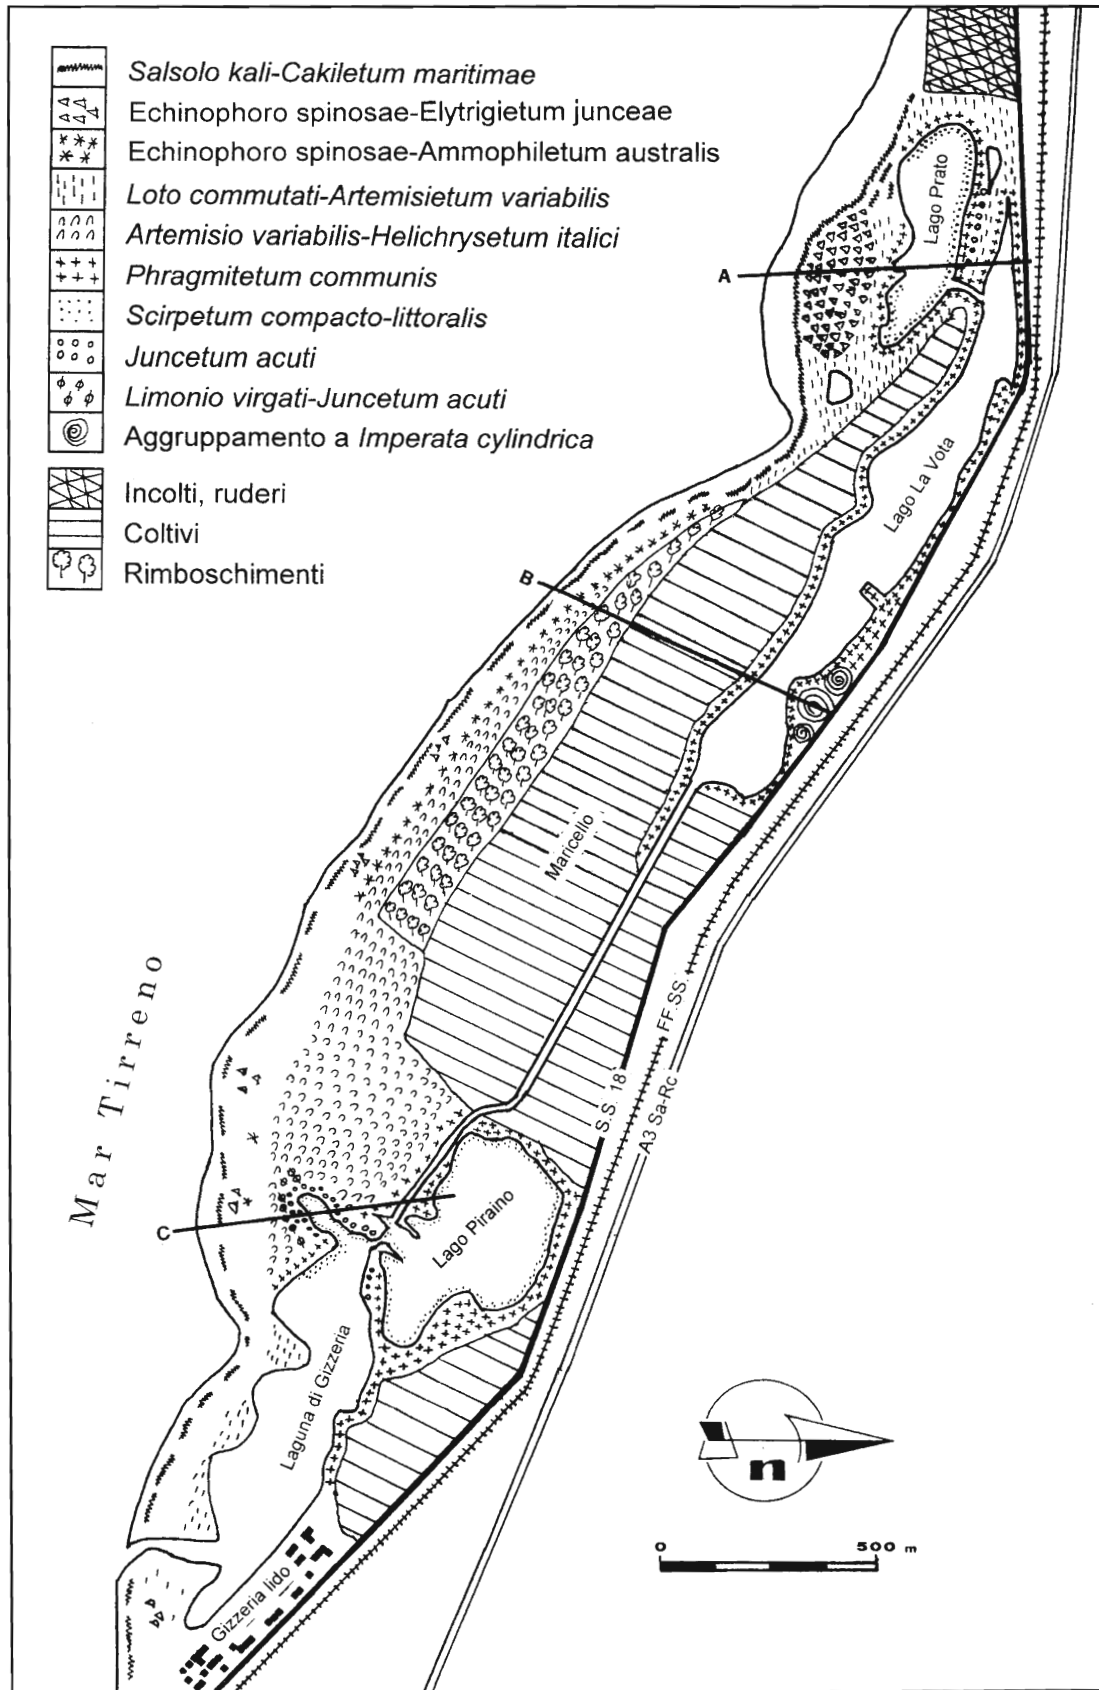 Salsolo kali-Cakiletum maritimae
Echinophoro spinosae-Elytrigietum junceae
Echinophoro spinosae-Ammophiletum australis
Loto commutati-Artemisietum variabilis
Artemisio variabilis-Helichrysetum italici
Phragmitetum communis
Scirpetum compacto-littoralis
Juncetum acuti
Limonio virgati-Juncetum acuti
Aggruppamento a Imperata cylindrica
Incolti, ruderi
Coltivi
Rimboschimenti
Lago Prato
A
Lago La Vota
B
Maricello
Mar Tirreno
FF.SS.
S.S. 18
A3 Sa-Rc
C
Lago Piraino
Laguna di Gizzeria
Gizzeria lido
n
0 500 m